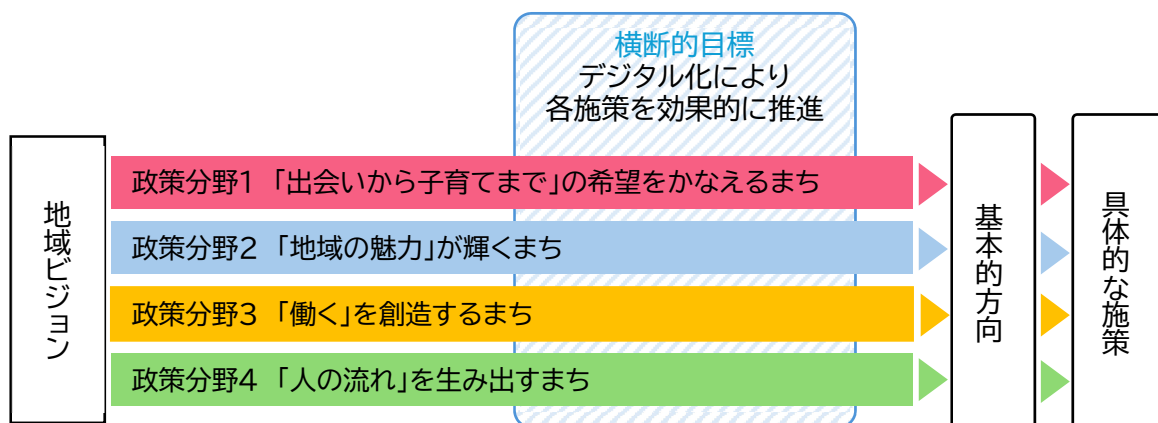 横断的目標
デジタル化により
各施策を効果的に推進
地域ビジョン
政策分野1 「出会いから子育てまで」の希望をかなえるまち
政策分野2 「地域の魅力」が輝くまち
政策分野3 「働く」を創造するまち
政策分野4 「人の流れ」を生み出すまち
基本的方向
具体的な施策